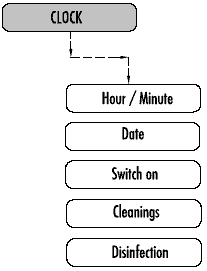 CLOCK
Hour / Minute
Date
Switch on
Cleanings
Disinfection